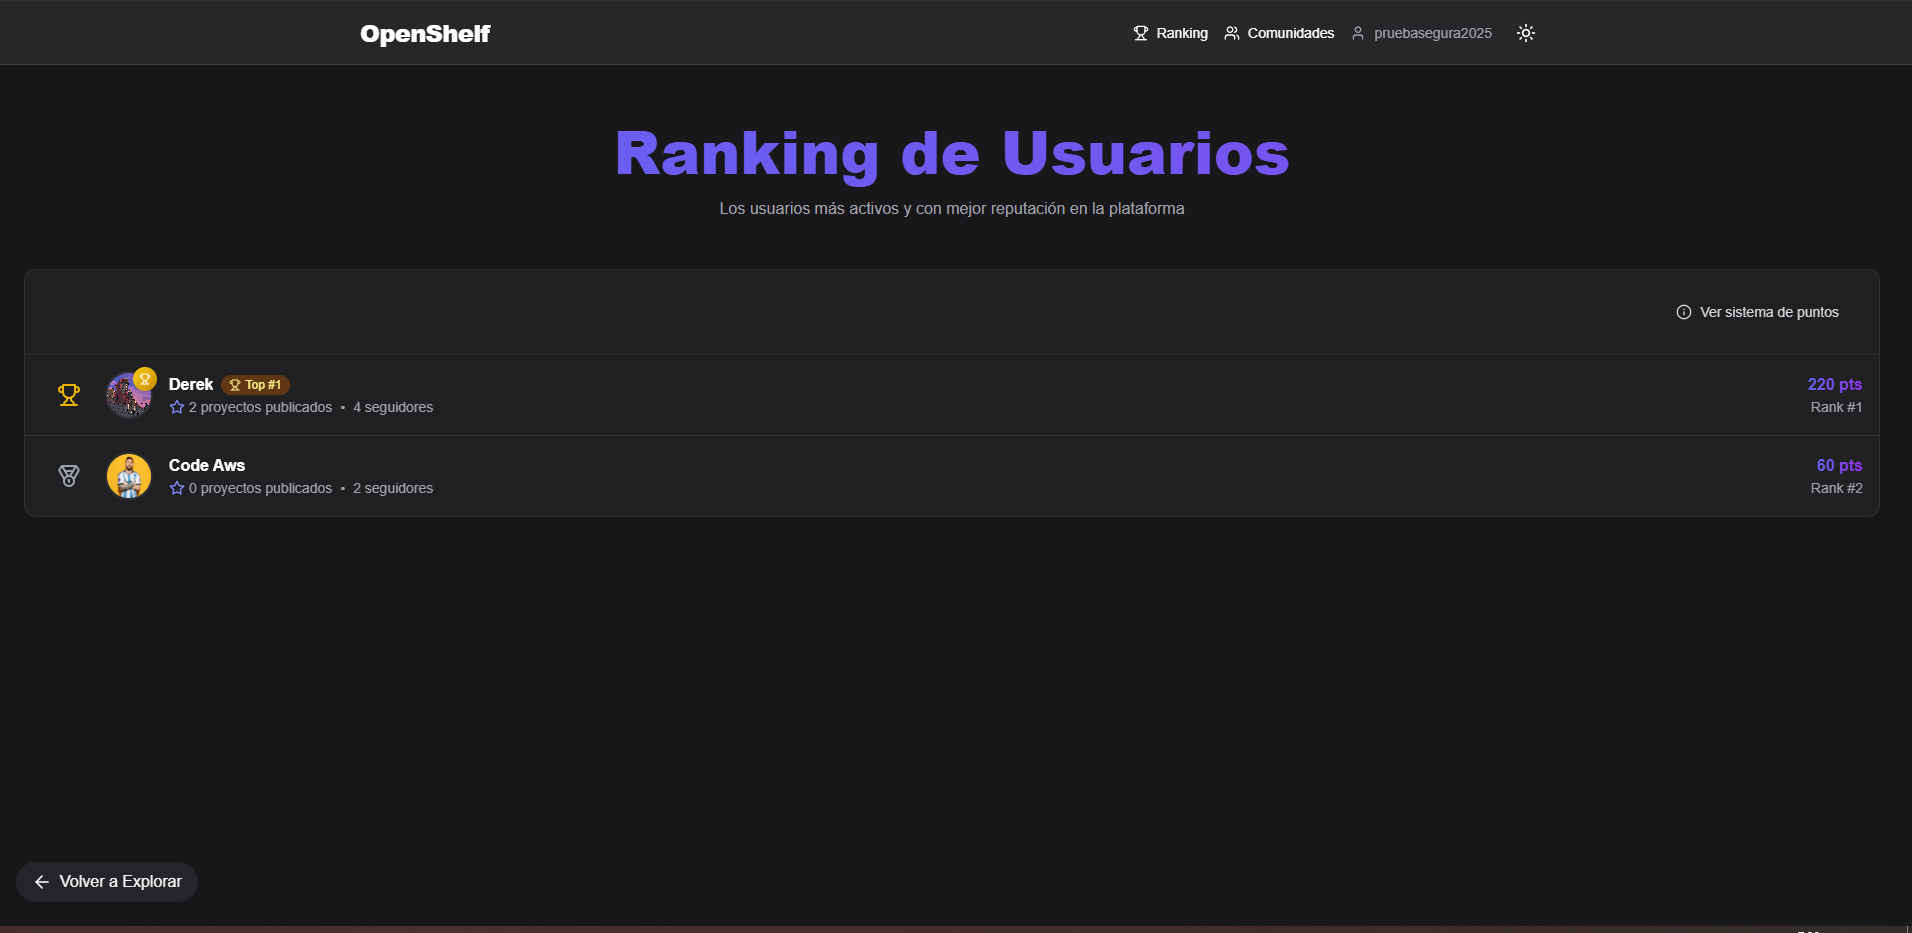 OpenShelf
Ranking
Comunidades
pruebasegura2025
Ranking de Usuarios
Los usuarios más activos y con mejor reputación en la plataforma
Ver sistema de puntos
Derek Top #1
2 proyectos publicados • 4 seguidores
220 pts
Rank #1
Code Aws
0 proyectos publicados • 2 seguidores
60 pts
Rank #2
Volver a Explorar